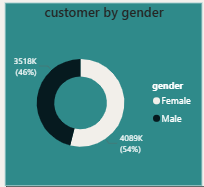 customer by gender
3518K
(46%)
gender
Female
Male
4089K
(54%)